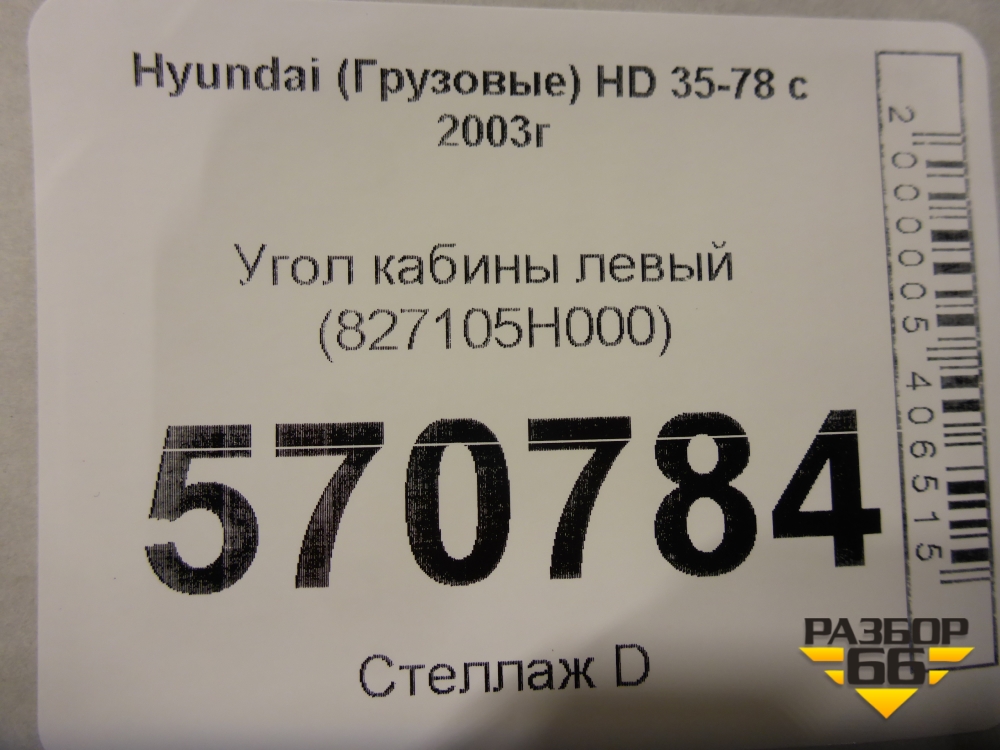 Hyundai (Грузовые) HD 35-78 с
2003г
Угол кабины левый
(827105H000)
570784
Стеллаж D
2000005406515
РАЗБОР
66